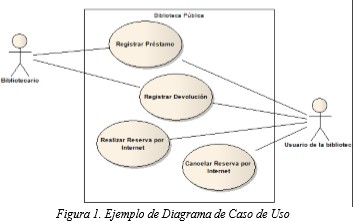 Biblioteca Pública
Registrar Préstamo
Bibliotecario
Registrar Devolución
Realizar Reserva por
Internet
Usuario de la bibliotec
Cancelar Reserva por
Internet
Figura 1. Ejemplo de Diagrama de Caso de Uso